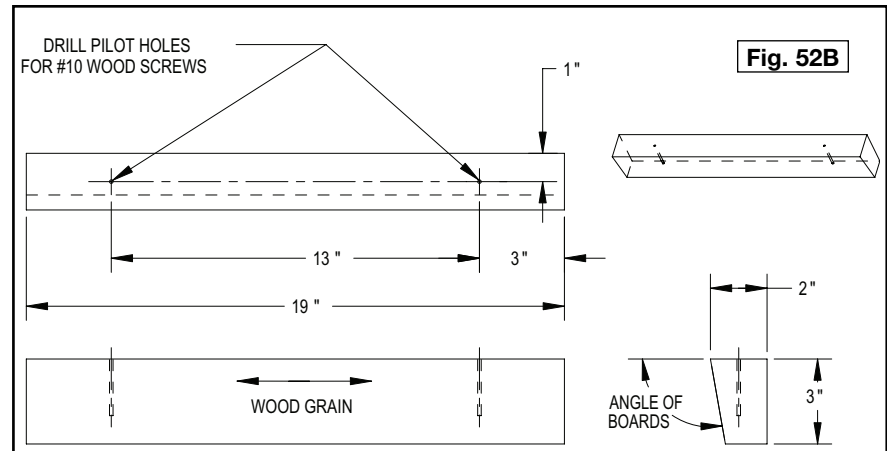 DRILL PILOT HOLES
FOR #10 WOOD SCREWS
Fig. 52B
1"
13 "
3"
19 "
2"
WOOD GRAIN
ANGLE OF
BOARDS
3"